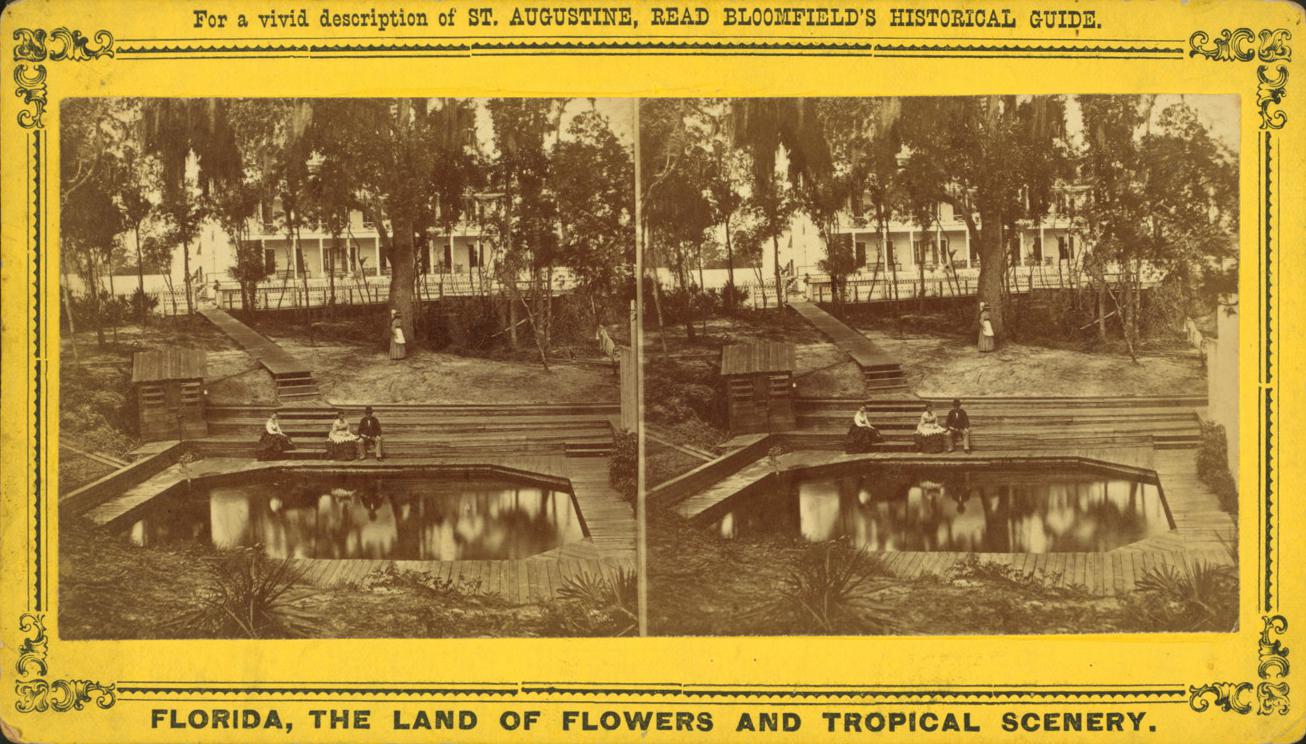 For a vivid description of ST. AUGUSTINE, READ BLOOMFIELD'S HISTORICAL GUIDE.
FLORIDA, THE LAND OF FLOWERS AND TROPICAL SCENERY.